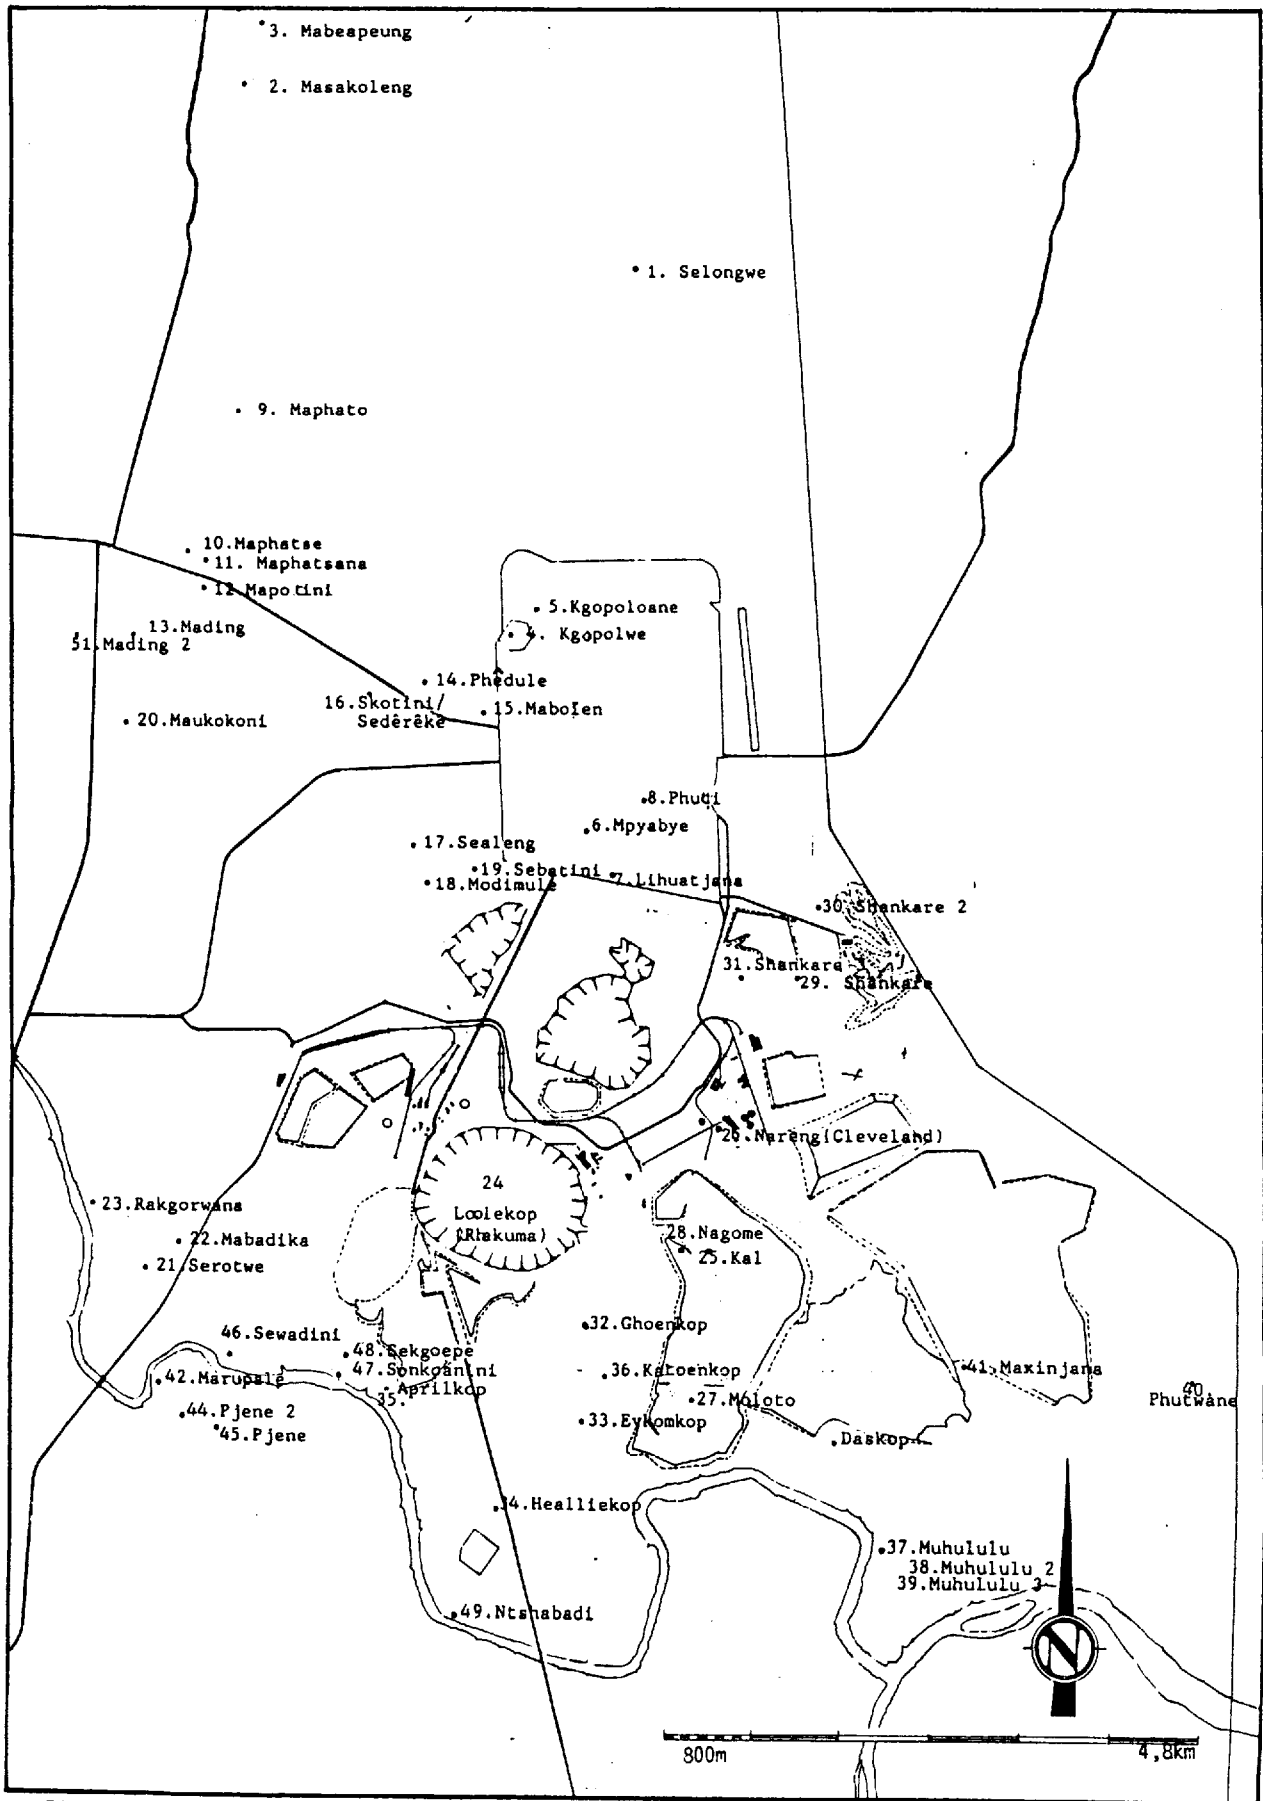 3. Mabeapeung
2. Masakoleng
1. Selongwe
9. Maphato
10.Maphatse
11. Maphatsana
12.Mapotini
5.Kgopoloane
13.Mading
4. Kgopolwe
51.Mading 2
14.Phêdule
16.Skotini/
Sedêrêke
15.Mabolen
20.Maukokoni
8.Phudi
6.Mpyabye
17.Sealeng
19.Sebatini
7.Lihuatjana
18.Modimule
30.Shankare 2
31.Shankare
29. Shankare
26.Nareng(Cleveland)
24
Loolekop
(Rhakuma)
23.Rakgorwana
22.Mabadika
28.Nagome
25.Kal
21.Serotwe
32.Ghoenkop
46.Sewadini
48.Sekgoepe
47.Sonkoanini
36.Katoenkop
41.Maxinjana
42.Marupale
Aprilkop
35.
40
Phutwane
27.Moloto
44.Pjene 2
33.Eykomkop
45.Pjene
Daskop
34.Healliekop
37.Muhululu
38.Muhululu 2
39.Muhululu 3
49.Ntshabadi
N
800m
4,8km